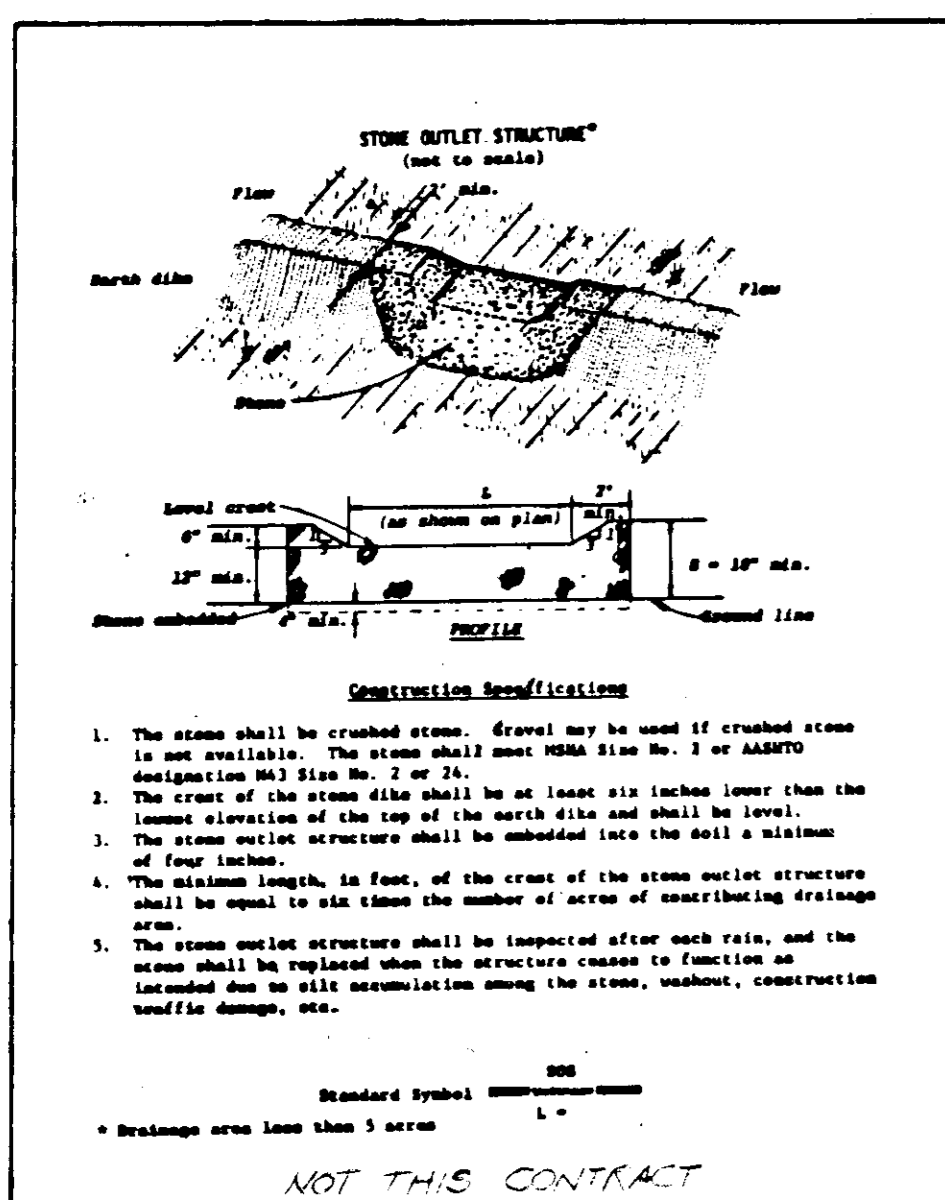 STONE OUTLET STRUCTURE*
(not to scale)
Flow
2' min.
Earth dike
Flow
Stone
Level crest
L
2'
min.
(as shown on plan)
6" min.
1
3
3
1
12" min.
= 18" min.
Stone embedded
4" min.
PROFILE
Ground line
Construction Specifications
1. The stone shall be crushed stone. Gravel may be used if crushed stone
is not available. The stone shall meet MSHA Size No. 2 or AASHTO
designation M43 Size No. 2 or 24.
2. The crest of the stone dike shall be at least six inches lower than the
lowest elevation of the top of the earth dike and shall be level.
3. The stone outlet structure shall be embedded into the soil a minimum
of four inches.
4. The minimum length, in feet, of the crest of the stone outlet structure
shall be equal to six times the number of acres of contributing drainage
area.
5. The stone outlet structure shall be inspected after each rain, and the
stone shall be replaced when the structure ceases to function as
intended due to silt accumulation among the stone, washout, construction
traffic damage, etc.
SOS
Standard Symbol
L =
* Drainage area less than 5 acres
NOT THIS CONTRACT